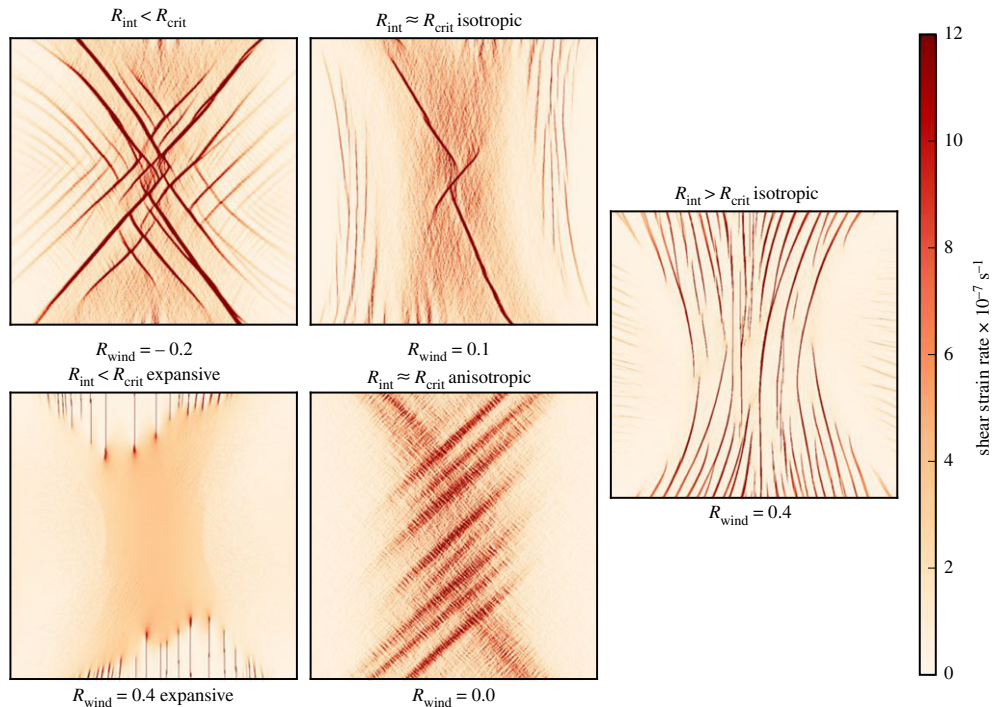 R_int < R_crit
R_int ≈ R_crit isotropic
R_wind = – 0.2
R_wind = 0.1
R_int > R_crit isotropic
R_wind = 0.4
R_int < R_crit expansive
R_int ≈ R_crit anisotropic
R_wind = 0.4 expansive
R_wind = 0.0
12
10
8
6
4
2
0
shear strain rate × 10⁻⁷ s⁻¹